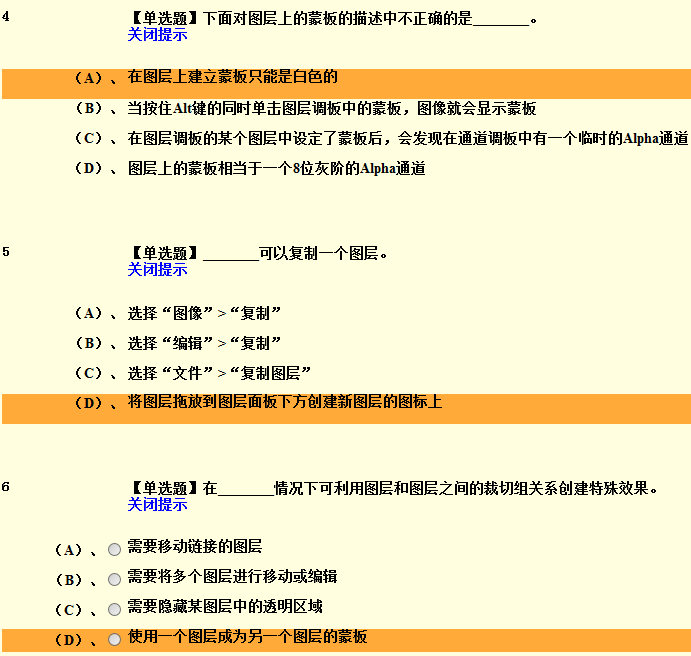 4 【单选题】下面对图层上的蒙板的描述中不正确的是________。
关闭提示
（A）、 在图层上建立蒙板只能是白色的
（B）、 当按住Alt键的同时单击图层调板中的蒙板，图像就会显示蒙板
（C）、 在图层调板的某个图层中设定了蒙板后，会发现在通道调板中有一个临时的Alpha通道
（D）、 图层上的蒙板相当于一个8位灰阶的Alpha通道
5 【单选题】________可以复制一个图层。
关闭提示
（A）、 选择“图像”>“复制”
（B）、 选择“编辑”>“复制”
（C）、 选择“文件”>“复制图层”
（D）、 将图层拖放到图层面板下方创建新图层的图标上
6 【单选题】在________情况下可利用图层和图层之间的裁切组关系创建特殊效果。
关闭提示
（A）、 需要移动链接的图层
（B）、 需要将多个图层进行移动或编辑
（C）、 需要隐藏某图层中的透明区域
（D）、 使用一个图层成为另一个图层的蒙板